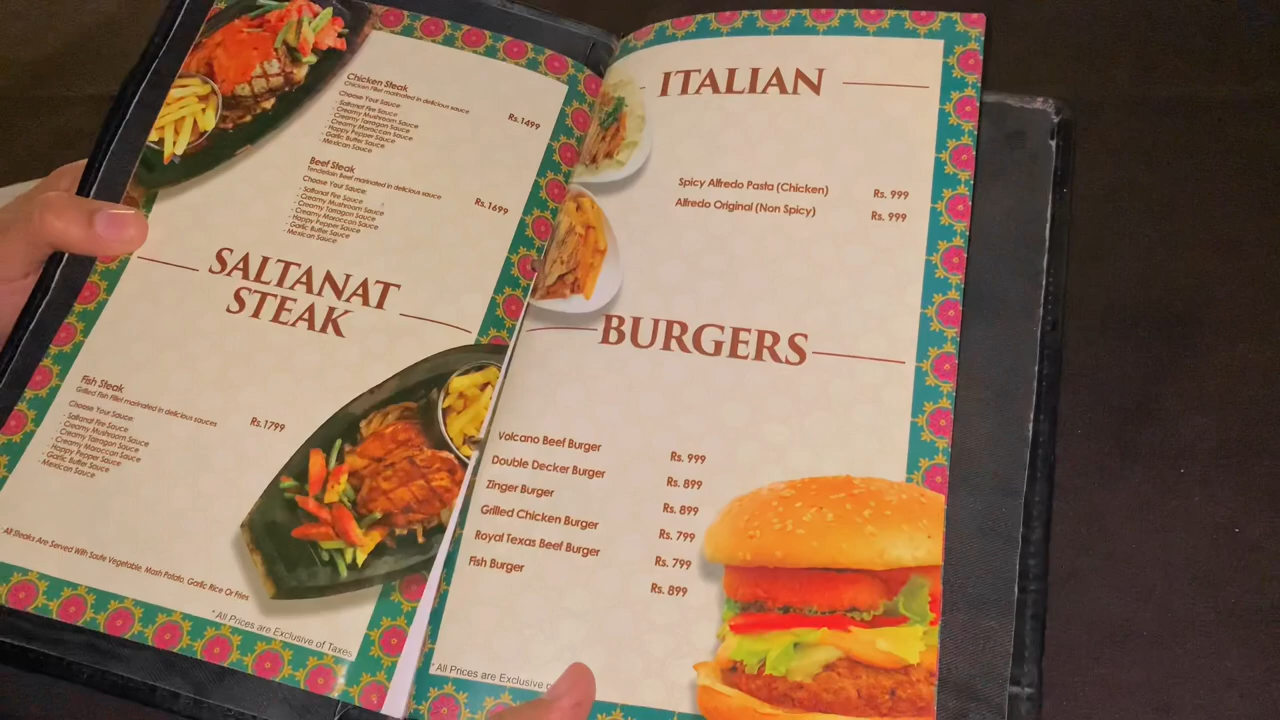 Chicken Steak
Chicken Fillet marinated in delicious sauce
Rs.1499
Choose Your Sauce:
- Saltanat Fire Sauce
- Creamy Mushroom Sauce
- Creamy Tarragon Sauce
- Creamy Moroccan Sauce
- Happy Pepper Sauce
- Garlic Butter Sauce
- Mexican Sauce
Beef Steak
Tenderloin Beef marinated in delicious sauce
Rs.1699
Choose Your Sauce:
- Saltanat Fire Sauce
- Creamy Mushroom Sauce
- Creamy Tarragon Sauce
- Creamy Moroccan Sauce
- Happy Pepper Sauce
- Garlic Butter Sauce
- Mexican Sauce
SALTANAT
STEAK
Fish Steak
Grilled Fish Fillet marinated in delicious sauces
Rs.1799
Choose Your Sauce:
- Saltanat Fire Sauce
- Creamy Mushroom Sauce
- Creamy Tarragon Sauce
- Creamy Moroccan Sauce
- Happy Pepper Sauce
- Garlic Butter Sauce
- Mexican Sauce
All Steaks Are Served With Saute Vegetable, Mash Potato, Garlic Rice Or Fries
* All Prices are Exclusive of Taxes
ITALIAN
Spicy Alfredo Pasta (Chicken) Rs. 999
Alfredo Original (Non Spicy) Rs. 999
BURGERS
Volcano Beef Burger Rs. 999
Double Decker Burger Rs. 899
Zinger Burger Rs. 899
Grilled Chicken Burger Rs. 799
Royal Texas Beef Burger Rs. 799
Fish Burger Rs. 899
* All Prices are Exclusive